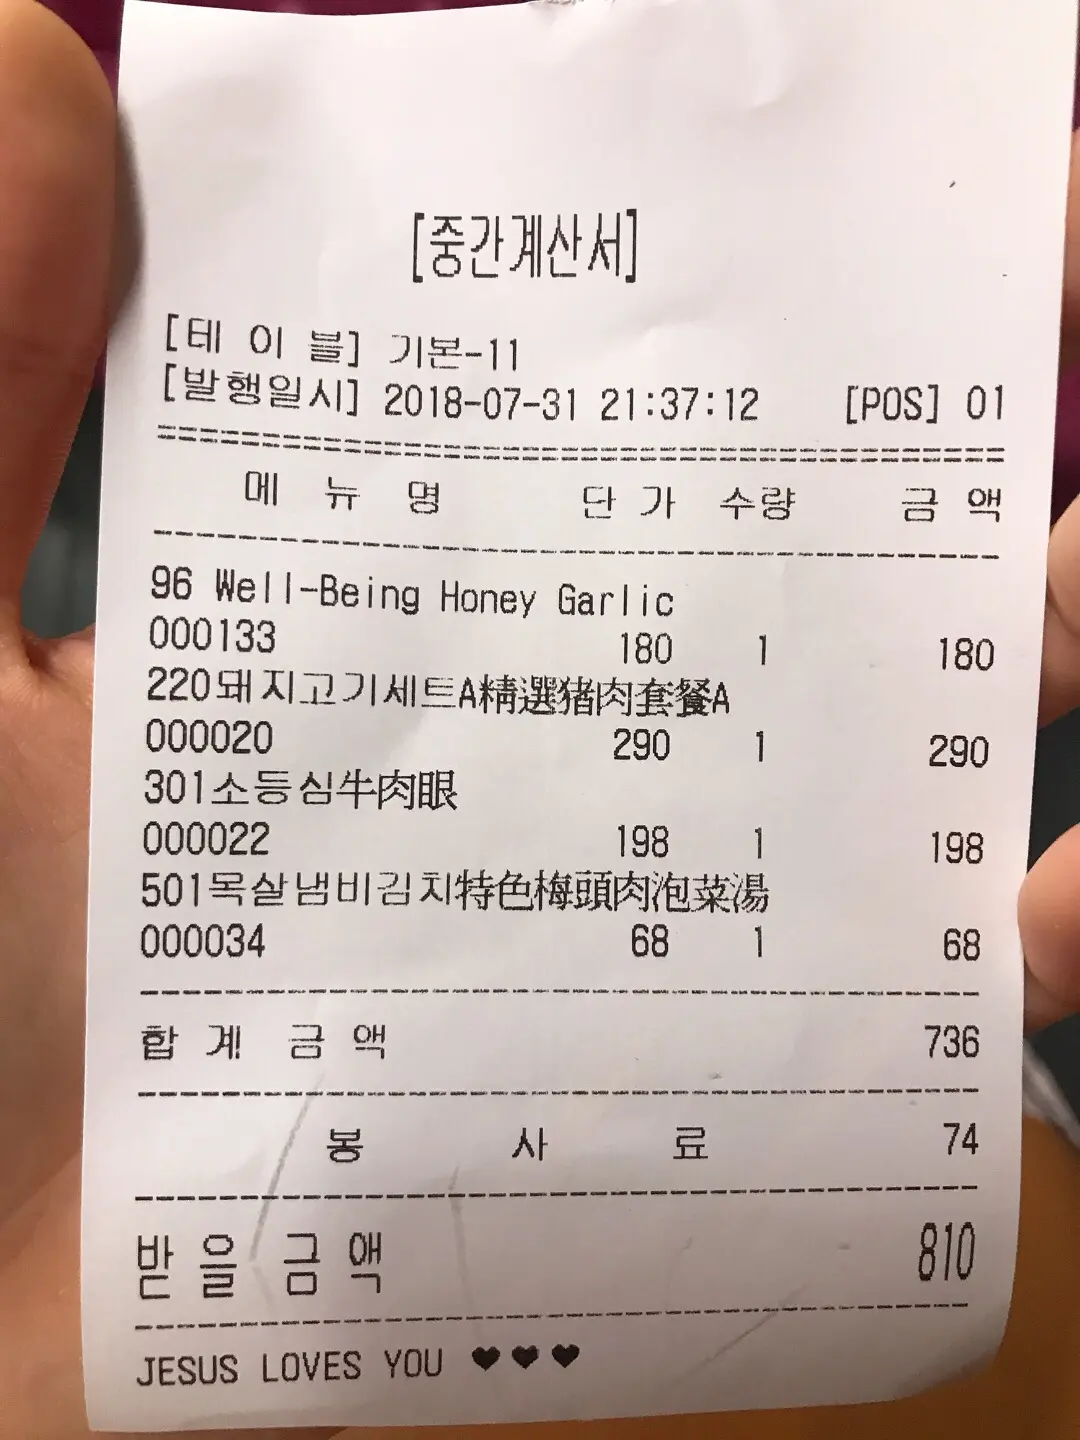 [중간계산서]
[테 이 블] 기본-11
[발행일시] 2018-07-31 21:37:12 [POS] 01
메 뉴 명 단 가 수량 금 액
96 Well-Being Honey Garlic
000133 180 1 180
220돼지고기세트A精選猪肉套餐A
000020 290 1 290
301소등심牛肉眼
000022 198 1 198
501목살냄비김치特色梅頭肉泡菜湯
000034 68 1 68
합 계 금 액 736
봉 사 료 74
받 을 금 액 810
JESUS LOVES YOU ♥♥♥